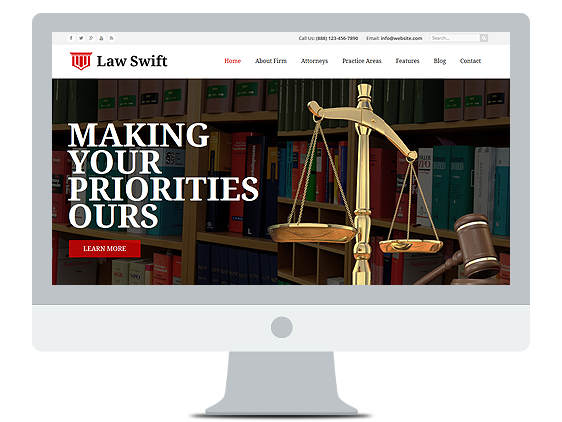 Call Us: (888) 123-456-7890 Email: info@website.com Search...
Law Swift Home About Firm Attorneys Practice Areas Features Blog Contact
MAKING
YOUR
PRIORITIES
OURS
LEARN MORE